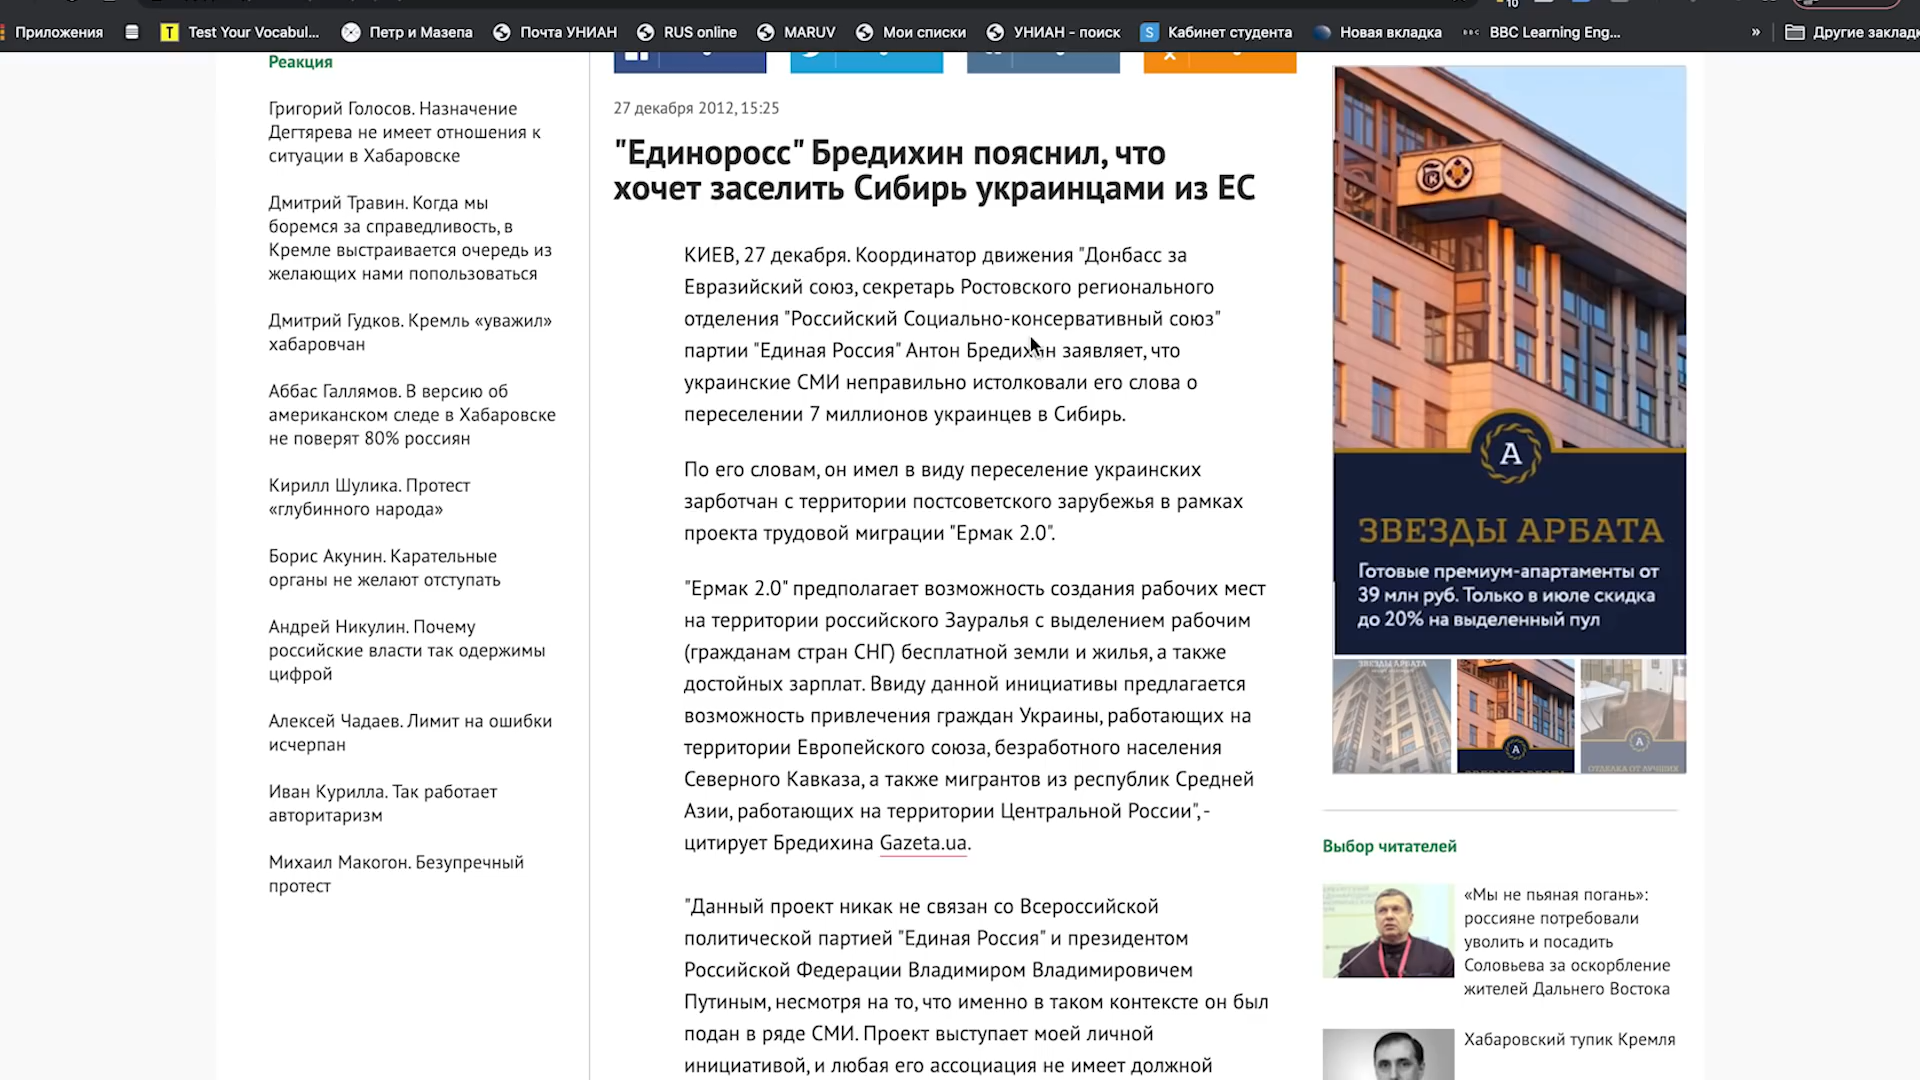 10
Приложения
T Test Your Vocabul...
Петр и Мазепа
Почта УНИАН
RUS online
MARUV
Мои списки
УНИАН - поиск
S Кабинет студента
Новая вкладка
BBC BBC Learning Eng...
»
Другие закладк
Реакция
Григорий Голосов. Назначение
Дегтярева не имеет отношения к
ситуации в Хабаровске
Дмитрий Травин. Когда мы
боремся за справедливость, в
Кремле выстраивается очередь из
желающих нами попользоваться
Дмитрий Гудков. Кремль «уважил»
хабаровчан
Аббас Галлямов. В версию об
американском следе в Хабаровске
не поверят 80% россиян
Кирилл Шулика. Протест
«глубинного народа»
Борис Акунин. Карательные
органы не желают отступать
Андрей Никулин. Почему
российские власти так одержимы
цифрой
Алексей Чадаев. Лимит на ошибки
исчерпан
Иван Курилла. Так работает
авторитаризм
Михаил Макогон. Безупречный
протест
27 декабря 2012, 15:25
"Единоросс" Бредихин пояснил, что
хочет заселить Сибирь украинцами из ЕС
КИЕВ, 27 декабря. Координатор движения "Донбасс за
Евразийский союз, секретарь Ростовского регионального
отделения "Российский Социально-консервативный союз"
партии "Единая Россия" Антон Бредихин заявляет, что
украинские СМИ неправильно истолковали его слова о
переселении 7 миллионов украинцев в Сибирь.
По его словам, он имел в виду переселение украинских
зарботчан с территории постсоветского зарубежья в рамках
проекта трудовой миграции "Ермак 2.0".
"Ермак 2.0" предполагает возможность создания рабочих мест
на территории российского Зауралья с выделением рабочим
(гражданам стран СНГ) бесплатной земли и жилья, а также
достойных зарплат. Ввиду данной инициативы предлагается
возможность привлечения граждан Украины, работающих на
территории Европейского союза, безработного населения
Северного Кавказа, а также мигрантов из республик Средней
Азии, работающих на территории Центральной России", -
цитирует Бредихина Gazeta.ua.
"Данный проект никак не связан со Всероссийской
политической партией "Единая Россия" и президентом
Российской Федерации Владимиром Владимировичем
Путиным, несмотря на то, что именно в таком контексте он был
подан в ряде СМИ. Проект выступает моей личной
инициативой, и любая его ассоциация не имеет должной
А
ЗВЕЗДЫ АРБАТА
Готовые премиум-апартаменты от
39 млн руб. Только в июле скидка
до 20% на выделенный пул
ЗВЕЗДЫ АРБАТА
А
А
ОТДЕЛКА ОТ ЛУЧШИХ
Выбор читателей
«Мы не пьяная погань»:
россияне потребовали
уволить и посадить
Соловьева за оскорбление
жителей Дальнего Востока
Хабаровский тупик Кремля